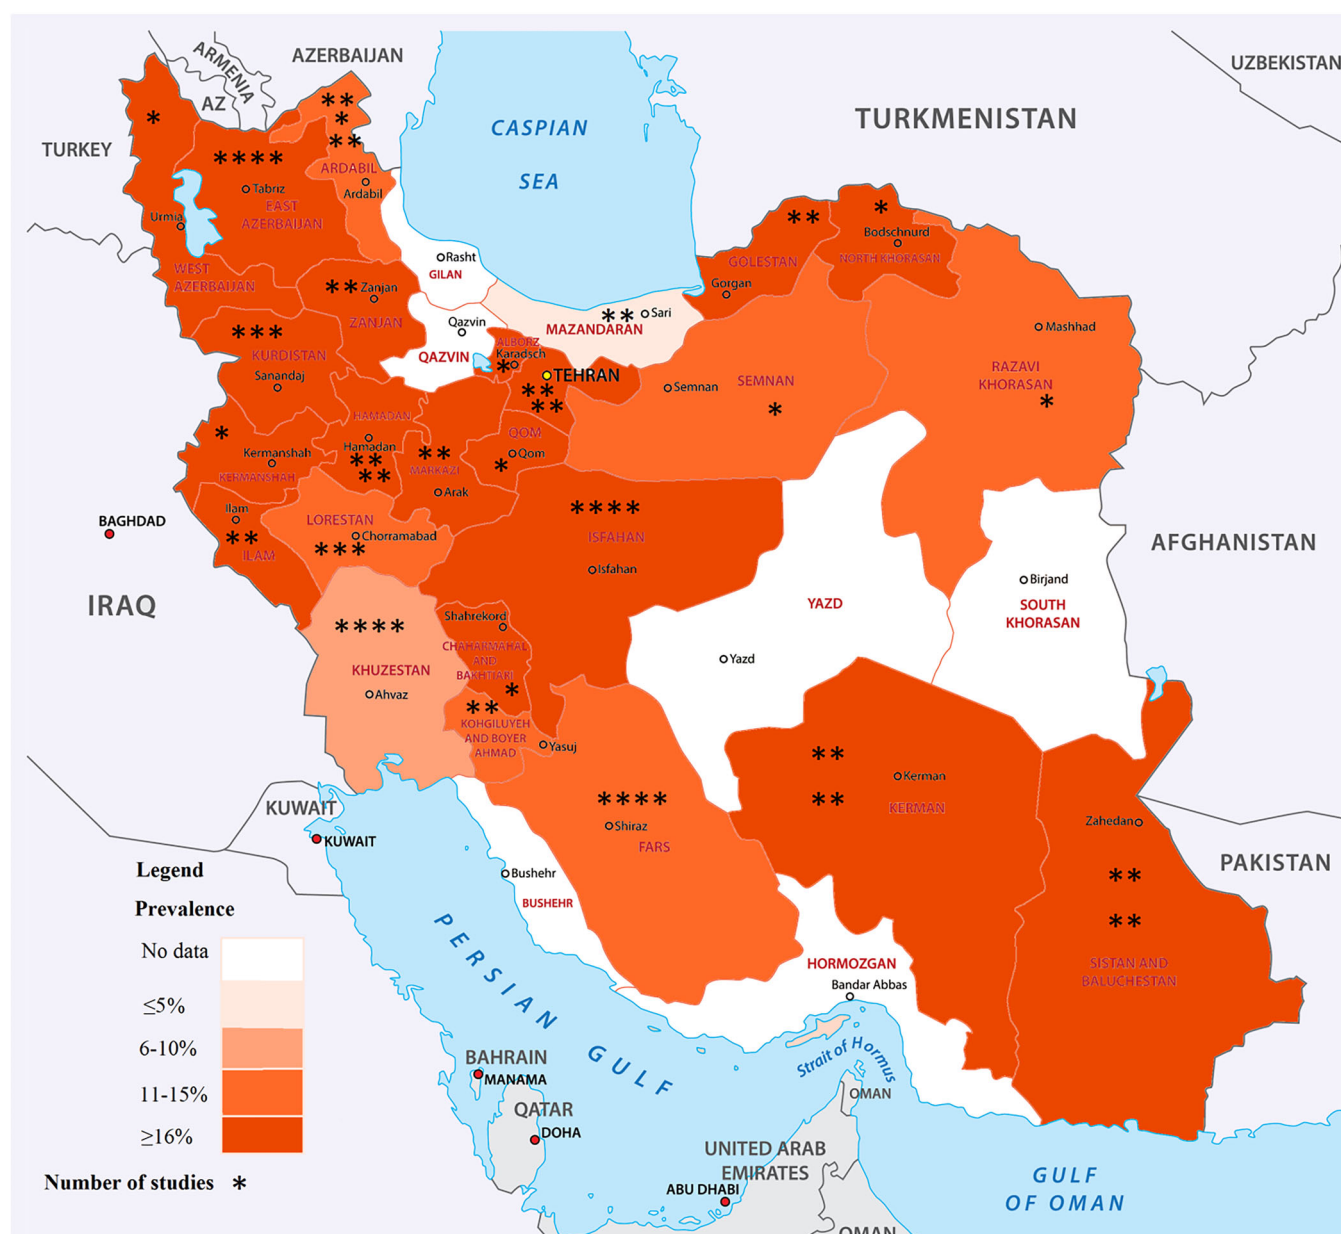 ARMENIA
AZERBAIJAN
UZBEKISTAN
AZ
TURKEY
CASPIAN
SEA
TURKMENISTAN
*
**
*
**
****
ARDABIL
Ardabil
Tabriz
EAST
AZERBAIJAN
Urmia
WEST
AZERBAIJAN
Rasht
GILAN
**
Zanjan
ZANJAN
Qazvin
QAZVIN
**
Sari
MAZANDARAN
**
GOLESTAN
Gorgan
*
Bodschnurd
NORTH KHORASAN
Mashhad
RAZAVI
KHORASAN
*
***
KURDISTAN
Sanandaj
ALBORZ
Karadsch
*
TEHRAN
**
**
Semnan
SEMNAN
*
HAMADAN
Hamadan
**
**
*
Kermanshah
KERMANSHAH
**
MARKAZI
Arak
QOM
Qom
*
Ilam
**
ILAM
LORESTAN
Chorramabad
***
****
ISFAHAN
Isfahan
BAGHDAD
IRAQ
AFGHANISTAN
Birjand
SOUTH
KHORASAN
YAZD
Yazd
****
KHUZESTAN
Ahvaz
Shahrekord
CHAHARMAHAL
AND
BAKHTIARI
*
**
KOHGILUYEH
AND BOYER
AHMAD
Yasuj
****
Shiraz
FARS
**
**
Kerman
KERMAN
Zahedan
**
**
SISTAN AND
BALUCHESTAN
PAKISTAN
KUWAIT
KUWAIT
Bushehr
BUSHEHR
HORMOZGAN
Bandar Abbas
Strait of Hormus
PERSIAN GULF
Legend
Prevalence
No data
≤5%
6-10%
11-15%
≥16%
Number of studies *
BAHRAIN
MANAMA
QATAR
DOHA
OMAN
UNITED ARAB
EMIRATES
ABU DHABI
GULF
OF OMAN
OMAN